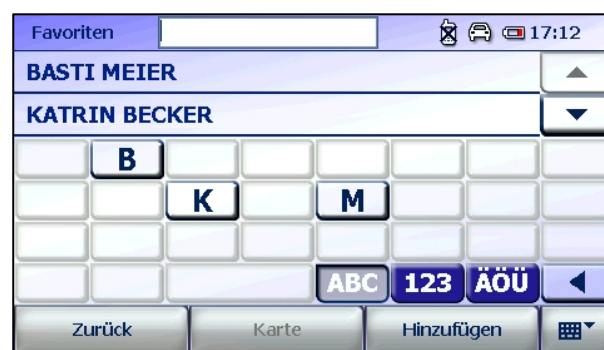 Favoriten 17:12
BASTI MEIER
KATRIN BECKER
B
K M
ABC 123 ÄÖÜ
Zurück Karte Hinzufügen